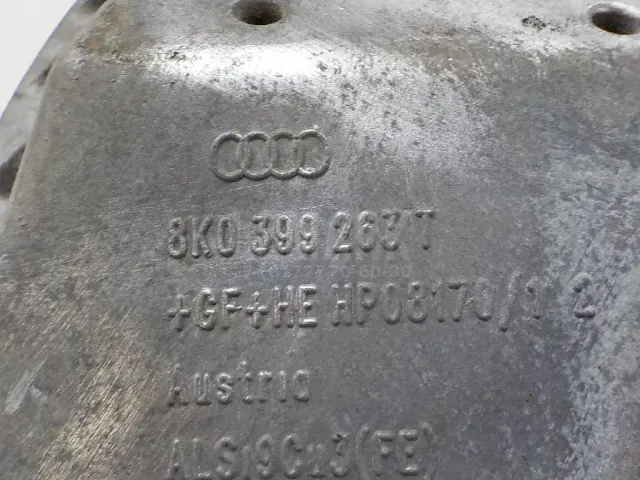 8K0 399 263 T
+GF+HE HP08170/1 2
Austria
ALSi9Cu3(FE)